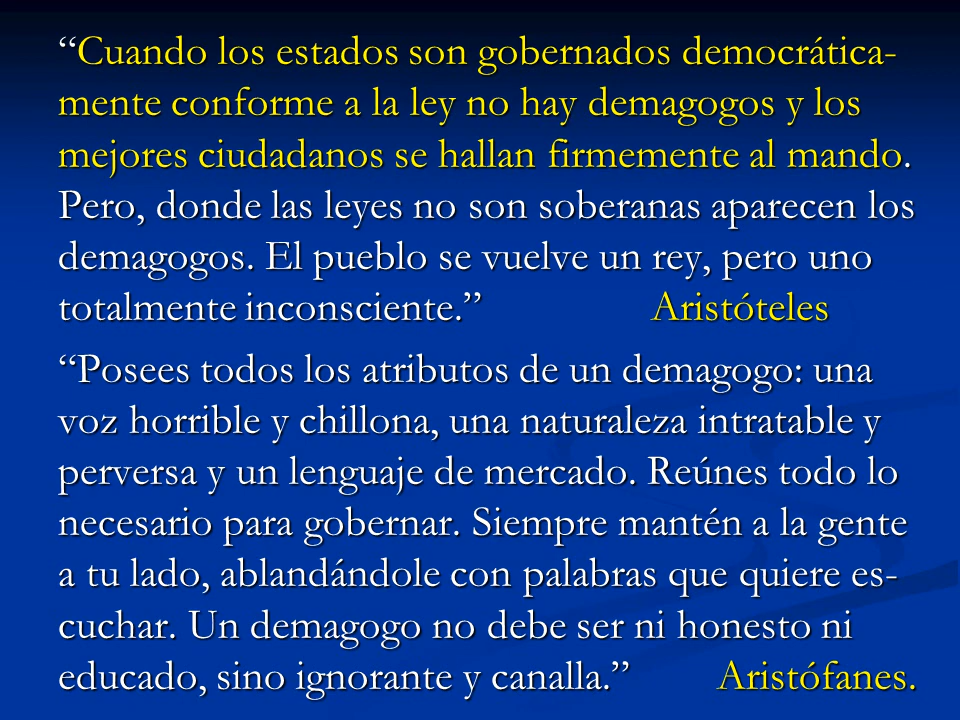 “Cuando los estados son gobernados democrática-
mente conforme a la ley no hay demagogos y los
mejores ciudadanos se hallan firmemente al mando.
Pero, donde las leyes no son soberanas aparecen los
demagogos. El pueblo se vuelve un rey, pero uno
totalmente inconsciente.” Aristóteles
“Posees todos los atributos de un demagogo: una
voz horrible y chillona, una naturaleza intratable y
perversa y un lenguaje de mercado. Reúnes todo lo
necesario para gobernar. Siempre mantén a la gente
a tu lado, ablandándole con palabras que quiere es-
cuchar. Un demagogo no debe ser ni honesto ni
educado, sino ignorante y canalla.” Aristófanes.